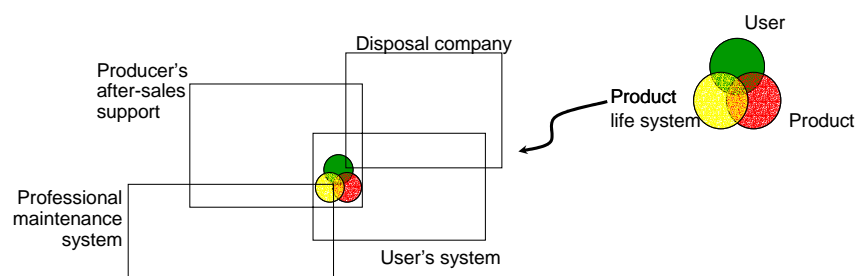 User
Disposal company
Producer's
after-sales
support
Product
life system
Product
Professional
maintenance
system
User's system